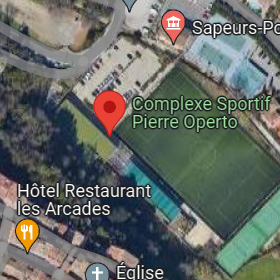 Sapeurs-Po
Complexe Sportif
Pierre Operto
Hôtel Restaurant
les Arcades
Église